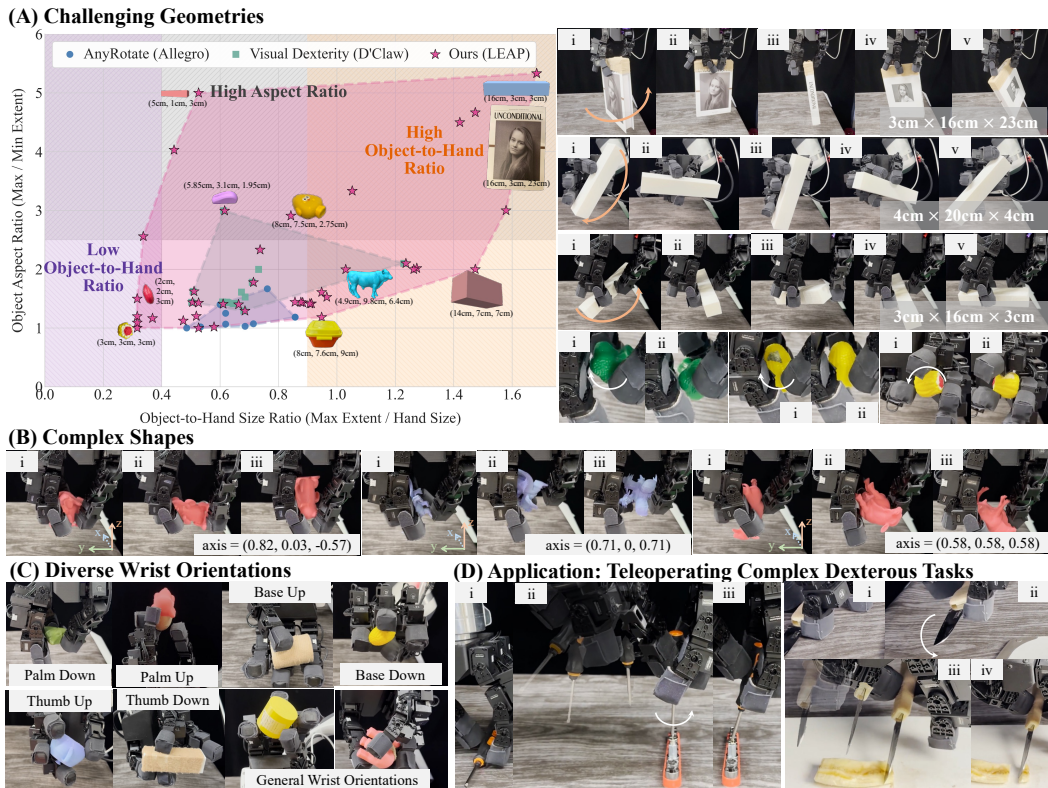 (A) Challenging Geometries
AnyRotate (Allegro)
Visual Dexterity (D'Claw)
Ours (LEAP)
Object Aspect Ratio (Max / Min Extent)
6
5
4
3
2
1
0
0
0.2
0.4
0.6
0.8
1.0
1.2
1.4
1.6
Object-to-Hand Size Ratio (Max Extent / Hand Size)
High Aspect Ratio
(5cm, 1cm, 3cm)
(16cm, 3cm, 3cm)
UNCONDITIONAL
(16cm, 3cm, 23cm)
High
Object-to-Hand
Ratio
(5.85cm, 3.1cm, 1.95cm)
(8cm, 7.5cm, 2.75cm)
Low
Object-to-Hand
Ratio
(2cm,
2cm,
3cm)
(3cm, 3cm, 3cm)
(4.9cm, 9.8cm, 6.4cm)
(8cm, 7.6cm, 9cm)
(14cm, 7cm, 7cm)
i
ii
iii
iv
v
3cm × 16cm × 23cm
i
ii
iii
iv
v
4cm × 20cm × 4cm
i
ii
iii
iv
v
3cm × 16cm × 3cm
i
ii
i
ii
i
ii
(B) Complex Shapes
i
ii
iii
z
x
y
axis = (0.82, 0.03, -0.57)
i
ii
iii
z
x
y
axis = (0.71, 0, 0.71)
i
ii
iii
z
x
y
axis = (0.58, 0.58, 0.58)
(C) Diverse Wrist Orientations
Palm Down
Palm Up
Base Up
Base Down
Thumb Up
Thumb Down
General Wrist Orientations
(D) Application: Teleoperating Complex Dexterous Tasks
i
ii
iii
i
ii
iii
iv